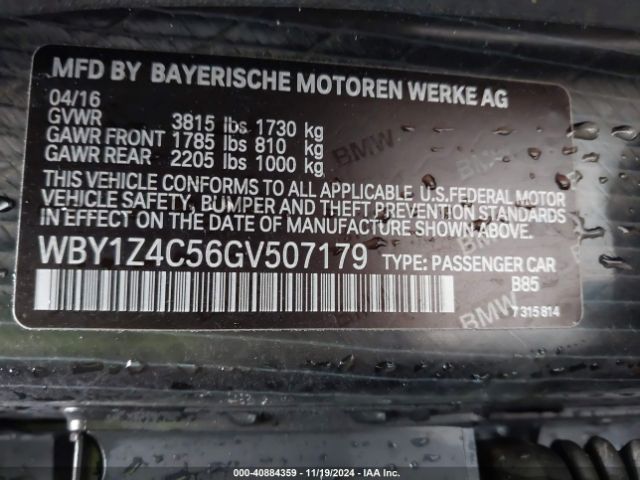 MFD BY BAYERISCHE MOTOREN WERKE AG
04/16
GVWR 3815 lbs 1730 kg
GAWR FRONT 1785 lbs 810 kg
GAWR REAR 2205 lbs 1000 kg
THIS VEHICLE CONFORMS TO ALL APPLICABLE U.S.FEDERAL MOTOR
VEHICLE SAFETY, BUMPER, AND THEFT PREVENTION STANDARDS
IN EFFECT ON THE DATE OF MANUFACTURE SHOWN ABOVE.
WBY1Z4C56GV507179 TYPE: PASSENGER CAR
B85
7 315 814
BMW
BMW
BMW
000-40884359 - 11/19/2024 - IAA Inc.